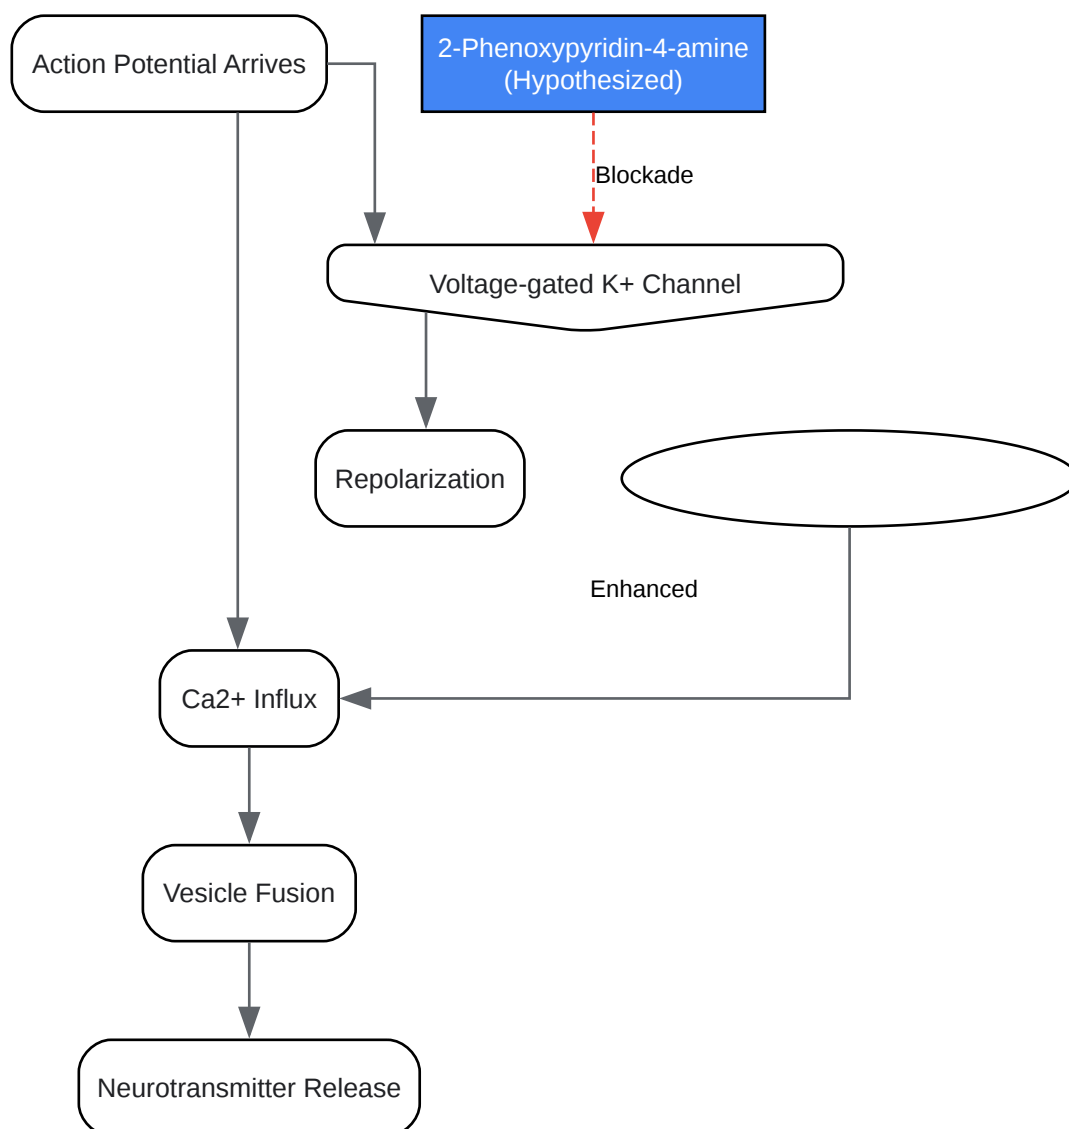 Action Potential Arrives
2-Phenoxypyridin-4-amine
(Hypothesized)
Blockade
Voltage-gated K+ Channel
Repolarization
Enhanced
Ca2+ Influx
Vesicle Fusion
Neurotransmitter Release